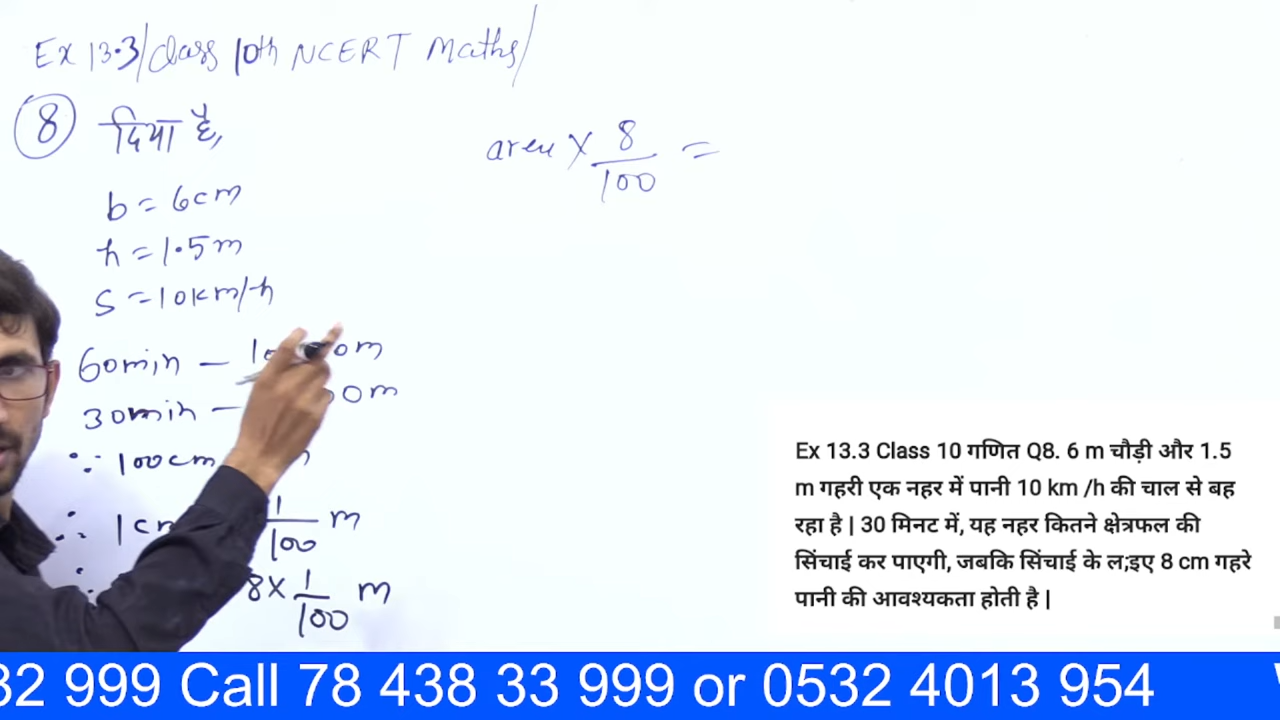 Ex 13.3/Class 10th NCERT Maths/
8 दिया है,
b = 6cm
h = 1.5m
S = 10km/h
60min –
30min –
∵ 100cm
∴ 1cm 1/100 m
8 × 1/100 m
area × 8/100 =
Ex 13.3 Class 10 गणित Q8. 6 m चौड़ी और 1.5
m गहरी एक नहर में पानी 10 km /h की चाल से बह
रहा है | 30 मिनट में, यह नहर कितने क्षेत्रफल की
सिंचाई कर पाएगी, जबकि सिंचाई के ल;इए 8 cm गहरे
पानी की आवश्यकता होती है |
32 999 Call 78 438 33 999 or 0532 4013 954